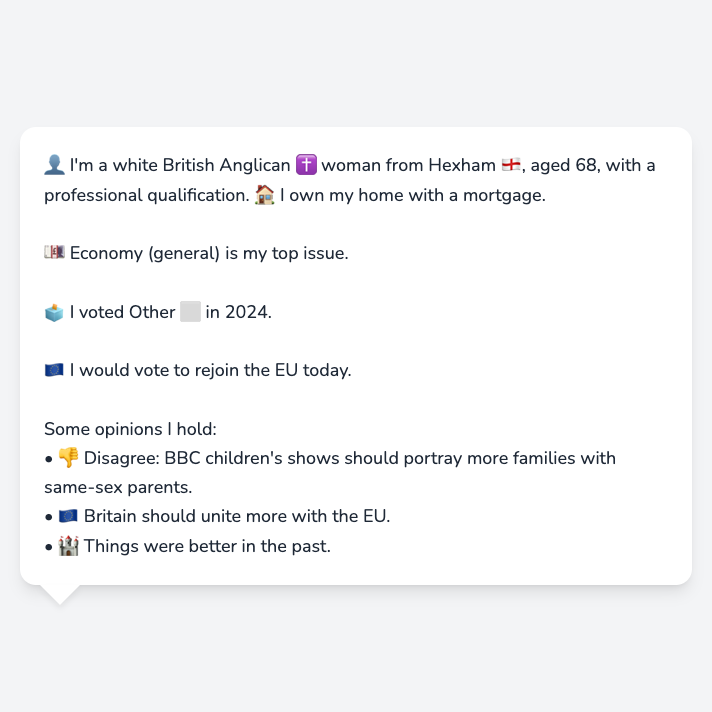 👤 I'm a white British Anglican ✝️ woman from Hexham 🏴󠁧󠁢󠁥󠁮󠁧󠁿, aged 68, with a
professional qualification. 🏠 I own my home with a mortgage.
💷 Economy (general) is my top issue.
🗳️ I voted Other ⬜ in 2024.
🇪🇺 I would vote to rejoin the EU today.
Some opinions I hold:
• 👎 Disagree: BBC children's shows should portray more families with
same-sex parents.
• 🇪🇺 Britain should unite more with the EU.
• 🏰 Things were better in the past.